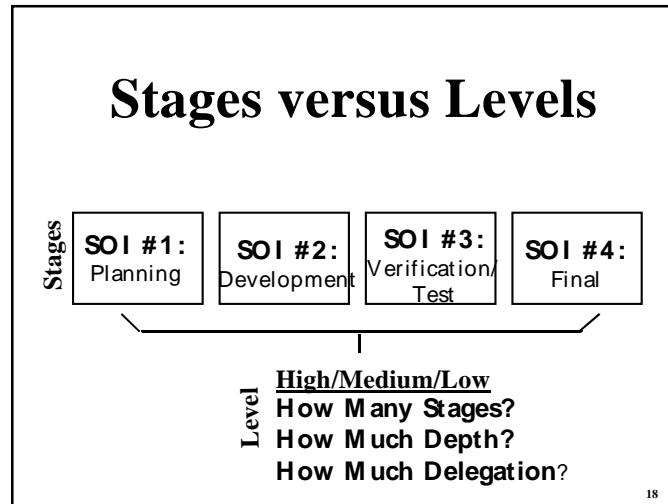 Stages versus Levels
Stages
SOI #1:
Planning
SOI #2:
Development
SOI #3:
Verification/
Test
SOI #4:
Final
Level
High/Medium/Low
How Many Stages?
How Much Depth?
How Much Delegation?
18